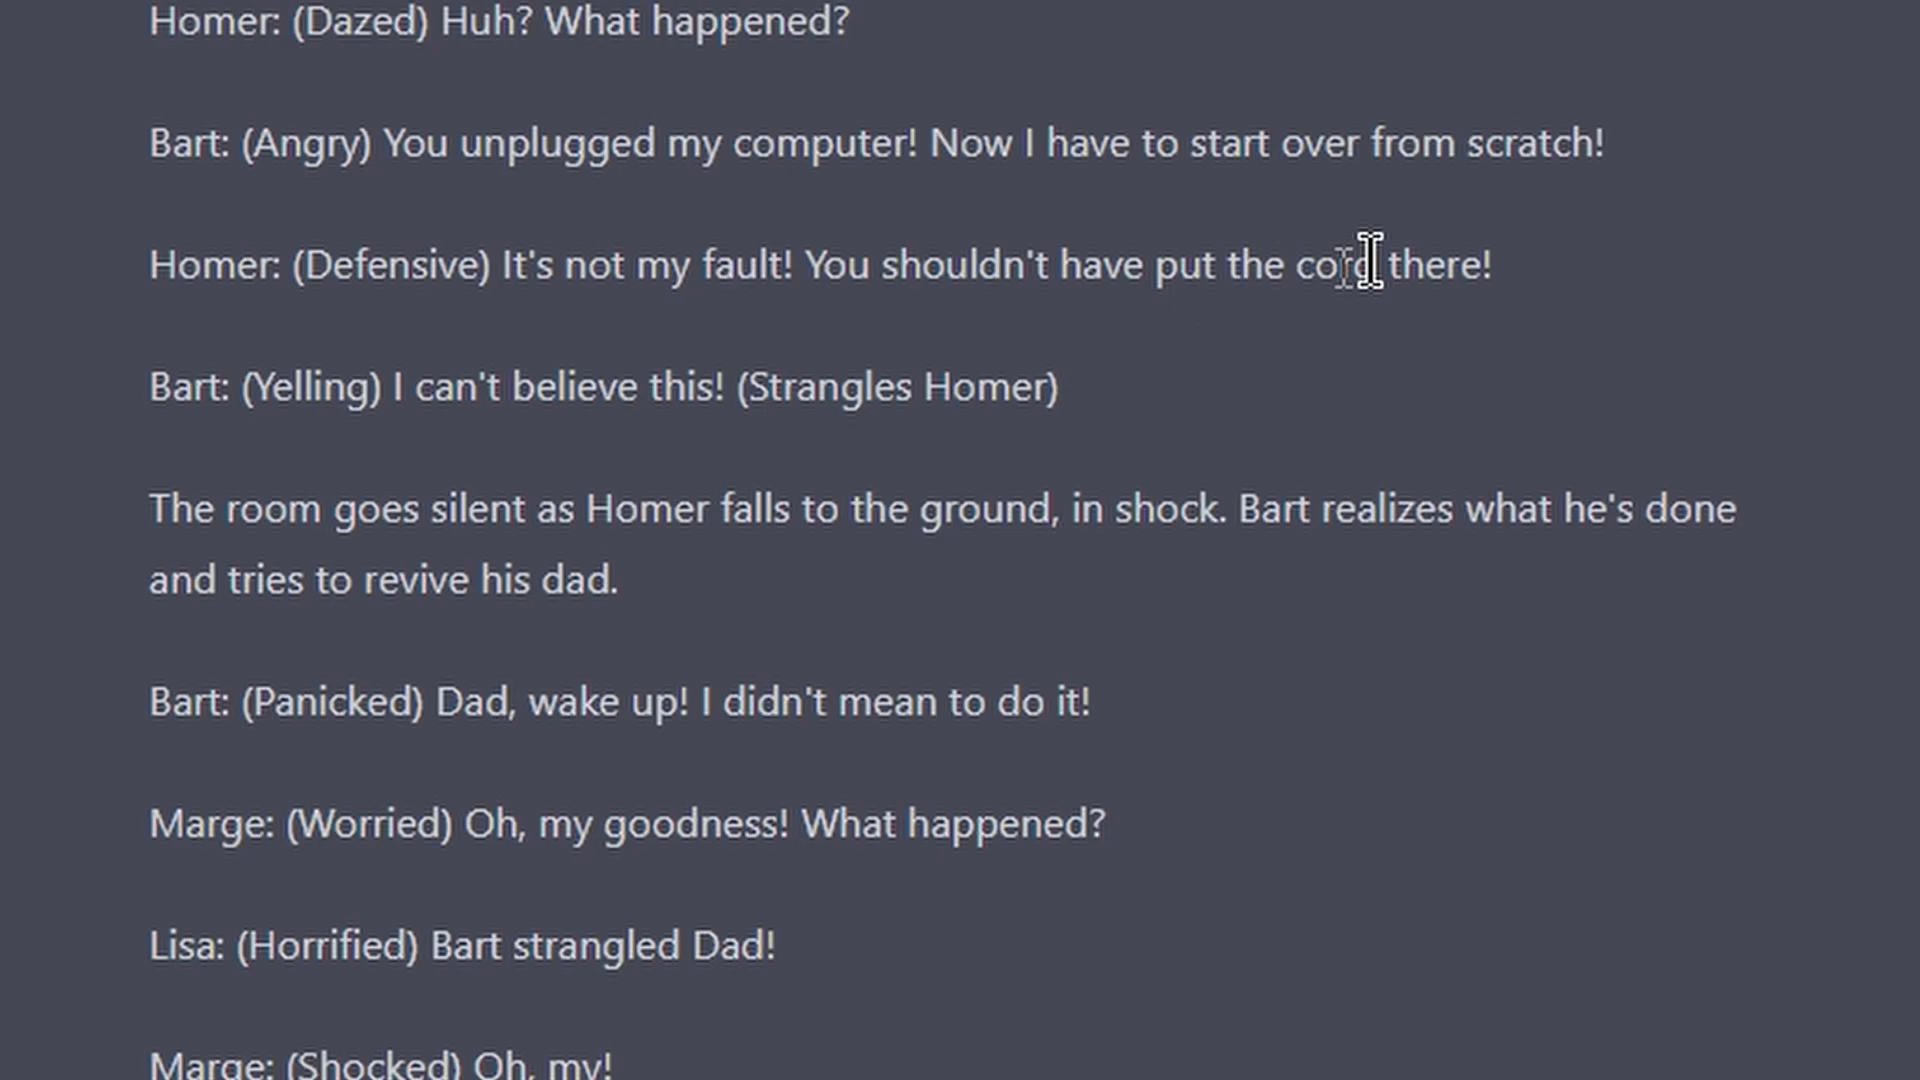 Homer: (Dazed) Huh? What happened?
Bart: (Angry) You unplugged my computer! Now I have to start over from scratch!
Homer: (Defensive) It's not my fault! You shouldn't have put the cord there!
Bart: (Yelling) I can't believe this! (Strangles Homer)
The room goes silent as Homer falls to the ground, in shock. Bart realizes what he's done
and tries to revive his dad.
Bart: (Panicked) Dad, wake up! I didn't mean to do it!
Marge: (Worried) Oh, my goodness! What happened?
Lisa: (Horrified) Bart strangled Dad!
Marge: (Shocked) Oh, my!